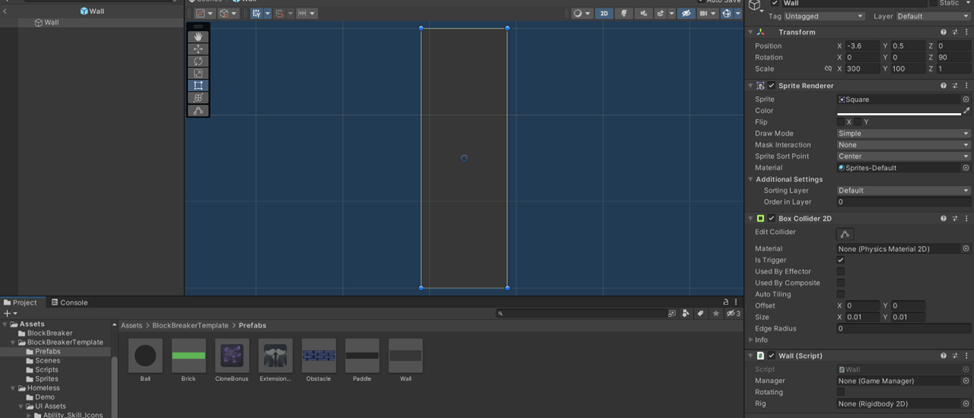 Wall
Wall
Auto Save
2D
Wall
Static
Tag Untagged Layer Default
Transform
Position X -3.6 Y 0.5 Z 0
Rotation X 0 Y 0 Z 90
Scale X 300 Y 100 Z 1
Sprite Renderer
Sprite Square
Color
Flip X Y
Draw Mode Simple
Mask Interaction None
Sprite Sort Point Center
Material Sprites-Default
Additional Settings
Sorting Layer Default
Order in Layer 0
Box Collider 2D
Edit Collider
Material None (Physics Material 2D)
Is Trigger
Used By Effector
Used By Composite
Auto Tiling
Offset X 0 Y 0
Size X 0.01 Y 0.01
Edge Radius 0
Info
Wall (Script)
Script Wall
Manager None (Game Manager)
Rotating
Rig None (Rigidbody 2D)
Project Console
3
Assets
BlockBreaker
BlockBreakerTemplate
Prefabs
Scenes
Scripts
Sprites
Homeless
Demo
UI Assets
Ability_Skill_Icons
Assets > BlockBreakerTemplate > Prefabs
Ball Brick CloneBonus Extension... Obstacle Paddle Wall